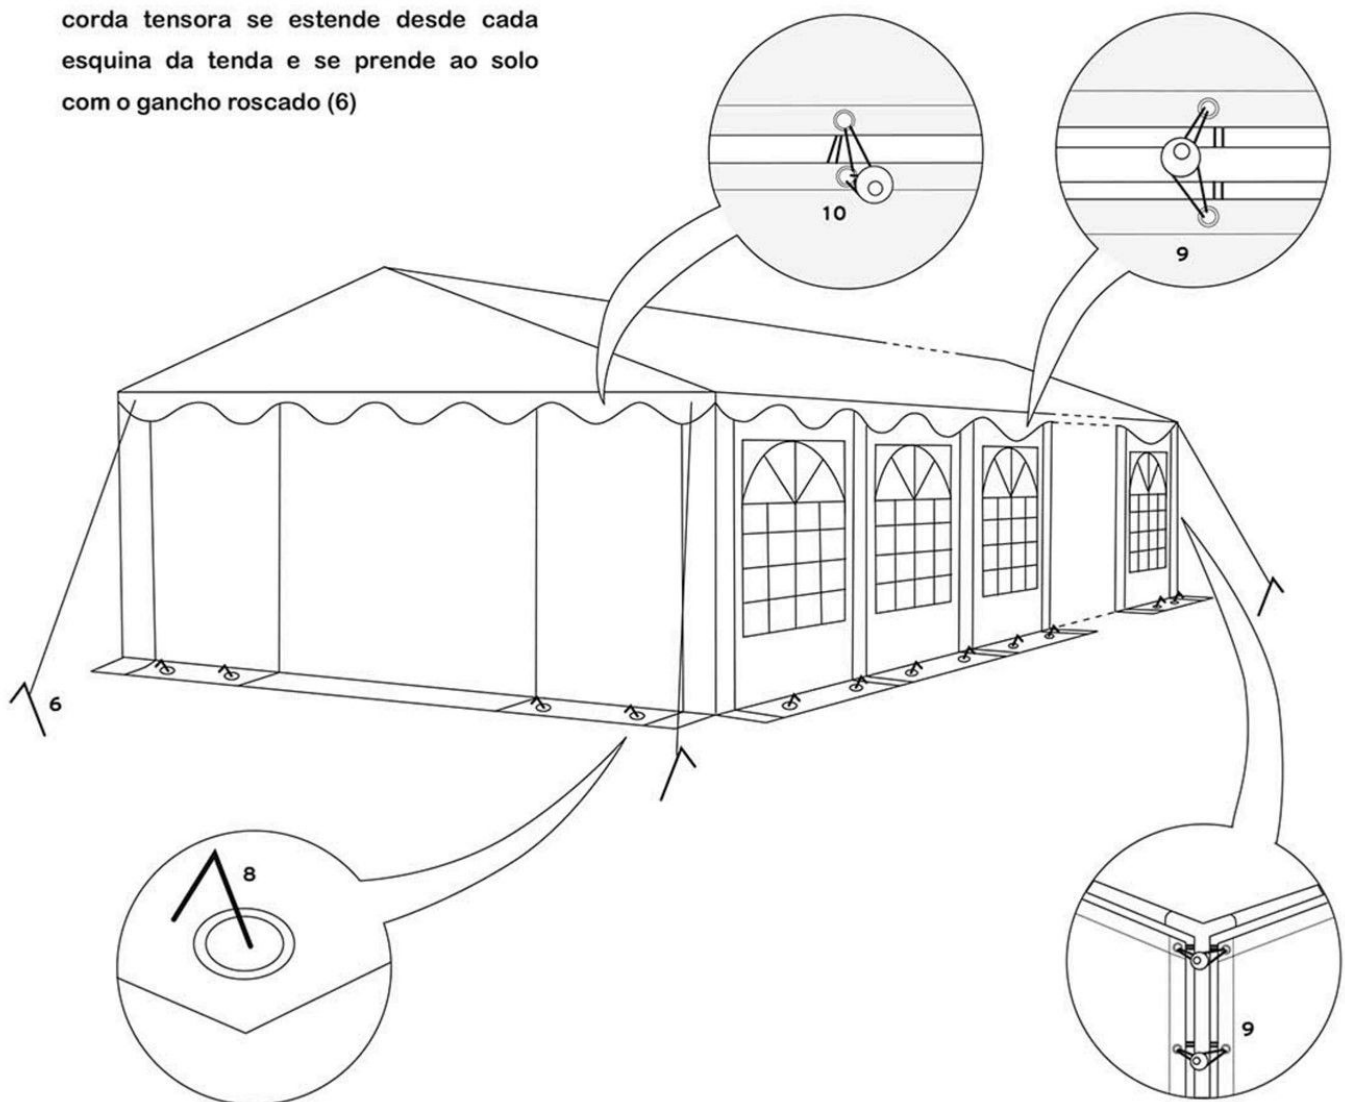 corda tensora se estende desde cada
esquina da tenda e se prende ao solo
com o gancho roscado (6)
10
9
6
8
9